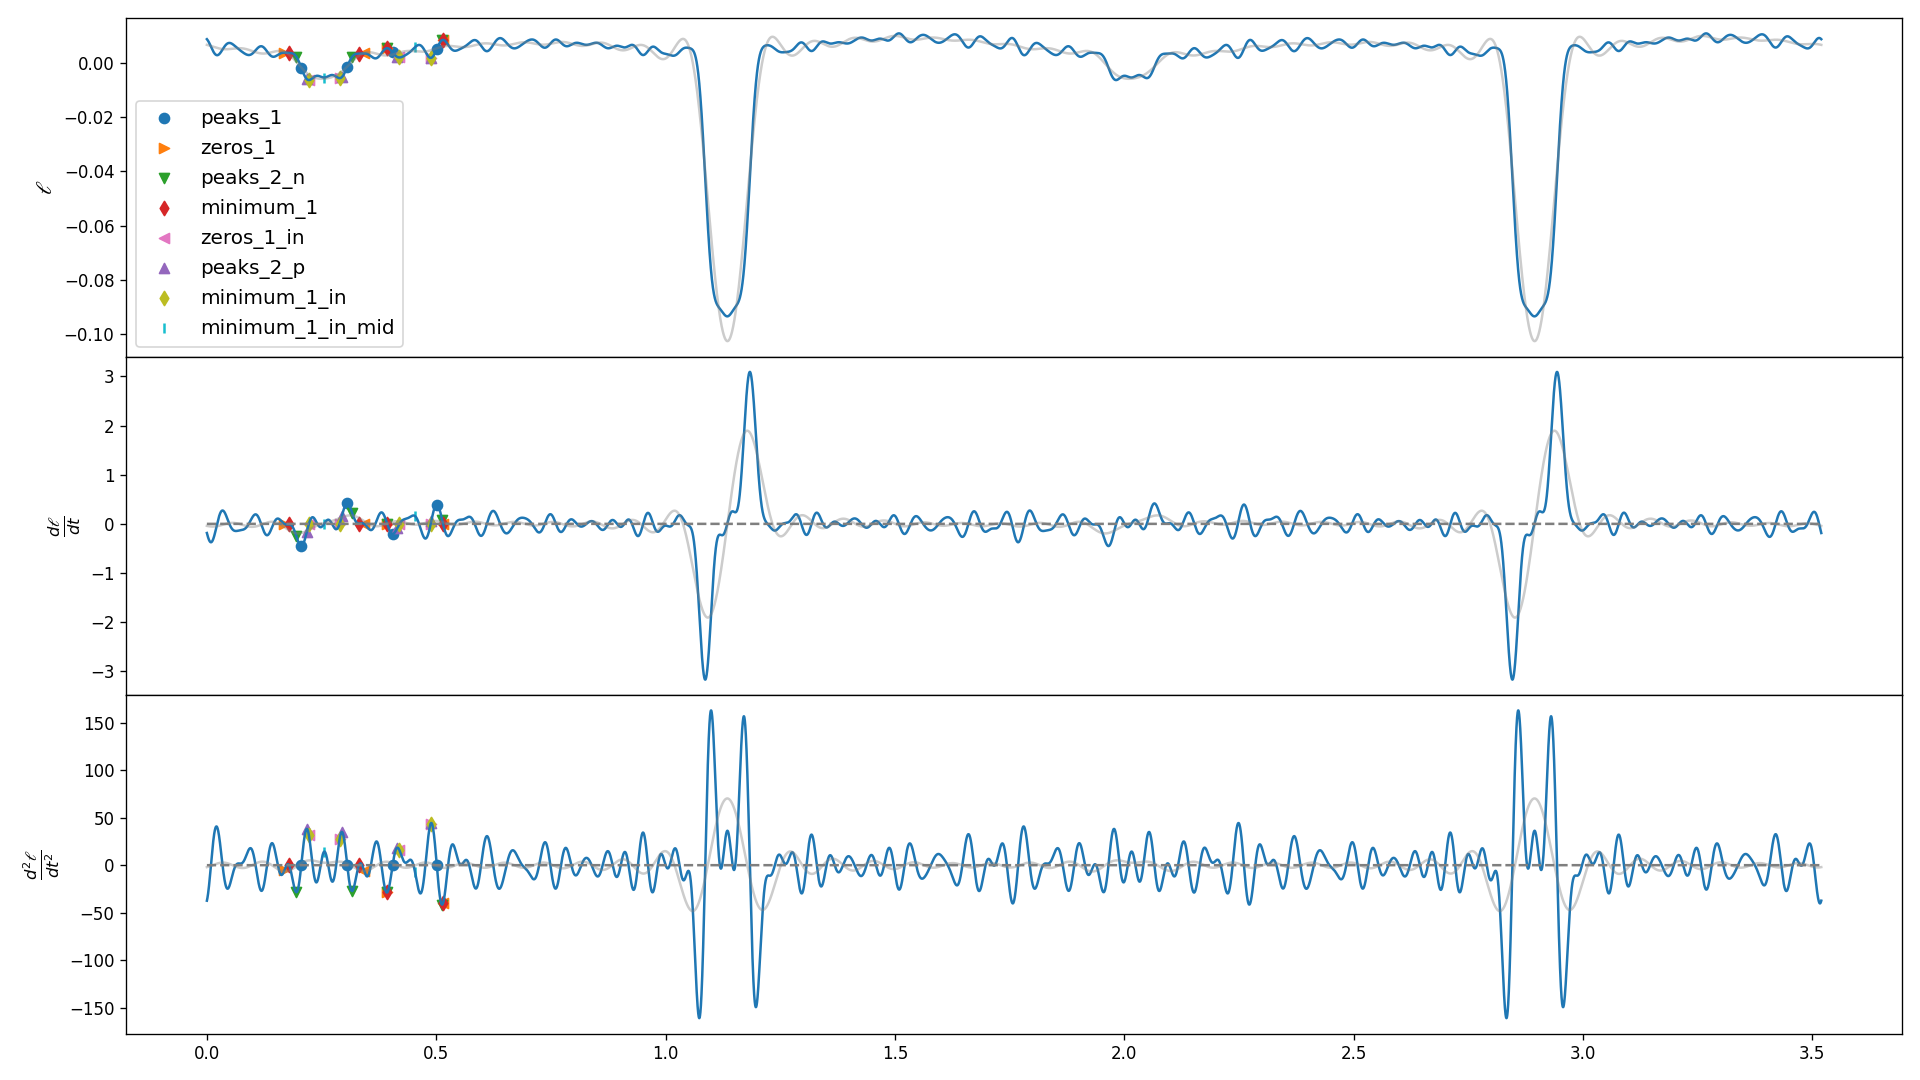 0.00
−0.02
−0.04
−0.06
−0.08
−0.10
ℓ
peaks_1
zeros_1
peaks_2_n
minimum_1
zeros_1_in
peaks_2_p
minimum_1_in
minimum_1_in_mid
3
2
1
0
−1
−2
−3
dℓ
dt
150
100
50
0
−50
−100
−150
d²ℓ
dt²
0.0 0.5 1.0 1.5 2.0 2.5 3.0 3.5